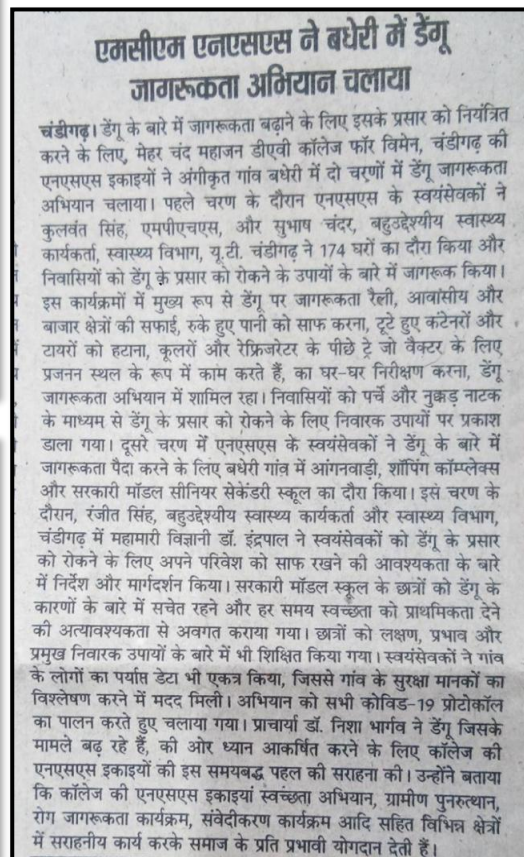 एमसीएम एनएसएस ने बधेरी में डेंगू
जागरूकता अभियान चलाया
चंडीगढ़। डेंगू के बारे में जागरूकता बढ़ाने के लिए इसके प्रसार को नियंत्रित
करने के लिए, मेहर चंद महाजन डीएवी कॉलेज फॉर विमेन, चंडीगढ़ की
एनएसएस इकाइयों ने अंगीकृत गांव बधेरी में दो चरणों में डेंगू जागरूकता
अभियान चलाया। पहले चरण के दौरान एनएसएस के स्वयंसेवकों ने
कुलवंत सिंह, एमपीएचएस, और सुभाष चंदर, बहुउद्देश्यीय स्वास्थ्य
कार्यकर्ता, स्वास्थ्य विभाग, यू.टी. चंडीगढ़ ने 174 घरों का दौरा किया और
निवासियों को डेंगू के प्रसार को रोकने के उपायों के बारे में जागरूक किया।
इस कार्यक्रमों में मुख्य रूप से डेंगू पर जागरूकता रैली, आवासीय और
बाजार क्षेत्रों की सफाई, रुके हुए पानी को साफ करना, टूटे हुए कंटेनरों और
टायरों को हटाना, कूलरों और रेफ्रिजरेटर के पीछे ट्रे जो वैक्टर के लिए
प्रजनन स्थल के रूप में काम करते हैं, का घर-घर निरीक्षण करना, डेंगू
जागरूकता अभियान में शामिल रहा। निवासियों को पर्चे और नुक्कड़ नाटक
के माध्यम से डेंगू के प्रसार को रोकने के लिए निवारक उपायों पर प्रकाश
डाला गया। दूसरे चरण में एनएसएस के स्वयंसेवकों ने डेंगू के बारे में
जागरूकता पैदा करने के लिए बधेरी गांव में आंगनवाड़ी, शॉपिंग कॉम्प्लेक्स
और सरकारी मॉडल सीनियर सेकेंडरी स्कूल का दौरा किया। इस चरण के
दौरान, रंजीत सिंह, बहुउद्देश्यीय स्वास्थ्य कार्यकर्ता और स्वास्थ्य विभाग,
चंडीगढ़ में महामारी विज्ञानी डॉ. इंद्रपाल ने स्वयंसेवकों को डेंगू के प्रसार
को रोकने के लिए अपने परिवेश को साफ रखने की आवश्यकता के बारे
में निर्देश और मार्गदर्शन किया। सरकारी मॉडल स्कूल के छात्रों को डेंगू के
कारणों के बारे में सचेत रहने और हर समय स्वच्छता को प्राथमिकता देने
की अत्यावश्यकता से अवगत कराया गया। छात्रों को लक्षण, प्रभाव और
प्रमुख निवारक उपायों के बारे में भी शिक्षित किया गया। स्वयंसेवकों ने गांव
के लोगों का पर्याप्त डेटा भी एकत्र किया, जिससे गांव के सुरक्षा मानकों का
विश्लेषण करने में मदद मिली। अभियान को सभी कोविड-19 प्रोटोकॉल
का पालन करते हुए चलाया गया। प्राचार्या डॉ. निशा भार्गव ने डेंगू जिसके
मामले बढ़ रहे हैं, की ओर ध्यान आकर्षित करने के लिए कॉलेज की
एनएसएस इकाइयों की इस समयबद्ध पहल की सराहना की। उन्होंने बताया
कि कॉलेज की एनएसएस इकाइयां स्वच्छता अभियान, ग्रामीण पुनरुत्थान,
रोग जागरूकता कार्यक्रम, संवेदीकरण कार्यक्रम आदि सहित विभिन्न क्षेत्रों
में सराहनीय कार्य करके समाज के प्रति प्रभावी योगदान देती हैं।